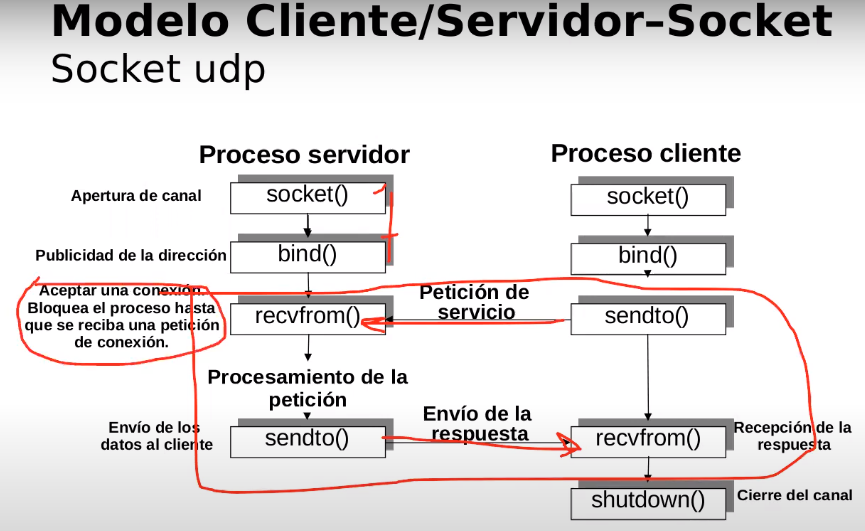 Modelo Cliente/Servidor–Socket
Socket udp
Proceso servidor
Proceso cliente
Apertura de canal
socket()
socket()
Publicidad de la dirección
bind()
bind()
Aceptar una conexión.
Bloquea el proceso hasta
que se reciba una petición
de conexión.
recvfrom()
Petición de
servicio
sendto()
Procesamiento de la
petición
Envío de los
datos al cliente
sendto()
Envío de la
respuesta
recvfrom()
Recepción de la
respuesta
shutdown()
Cierre del canal